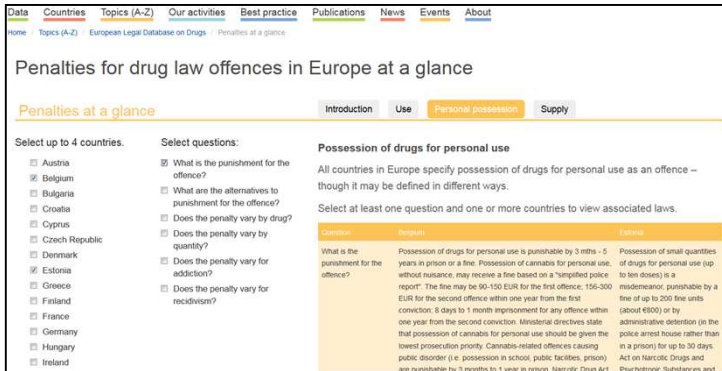 Data Countries Topics (A-Z) Our activities Best practice Publications News Events About
Home / Topics (A-Z) / European Legal Database on Drugs / Penalties at a glance
Penalties for drug law offences in Europe at a glance
Penalties at a glance
Introduction Use Personal possession Supply
Select up to 4 countries.
Austria
Belgium
Bulgaria
Croatia
Cyprus
Czech Republic
Denmark
Estonia
Greece
Finland
France
Germany
Hungary
Ireland
Select questions:
What is the punishment for the
offence?
What are the alternatives to
punishment for the offence?
Does the penalty vary by drug?
Does the penalty vary by
quantity?
Does the penalty vary for
addiction?
Does the penalty vary for
recidivism?
Possession of drugs for personal use
All countries in Europe specify possession of drugs for personal use as an offence –
though it may be defined in different ways.
Select at least one question and one or more countries to view associated laws.
Question Belgium Estonia
What is the
punishment for the
offence?
Possession of drugs for personal use is punishable by 3 mths - 5
years in prison or a fine. Possession of cannabis for personal use,
without nuisance, may receive a fine based on a "simplified police
report". The fine may be 90-150 EUR for the first offence; 156-300
EUR for the second offence within one year from the first
conviction; 8 days to 1 month imprisonment for any offence within
one year from the second conviction. Ministerial directives state
that possession of cannabis for personal use should be given the
lowest prosecution priority. Cannabis-related offences causing
public disorder (i.e. possession in school, public facilities, prison)
are punishable by 3 months to 1 year in prison. Narcotic Drug Act
Possession of small quantities
of drugs for personal use (up
to ten doses) is a
misdemeanor, punishable by a
fine of up to 200 fine units
(about €800) or by
administrative detention (in the
police arrest house rather than
in a prison) for up to 30 days.
Act on Narcotic Drugs and
Psychotropic Substances and